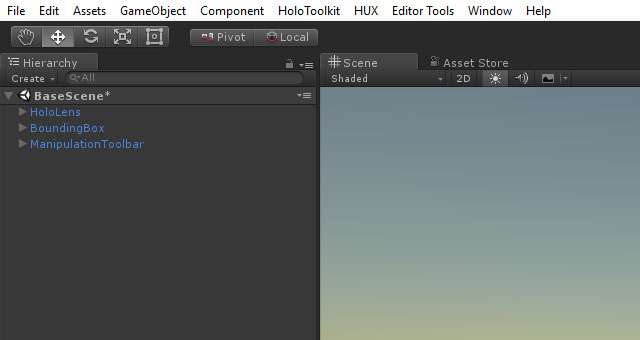 File Edit Assets GameObject Component HoloToolkit HUX Editor Tools Window Help
Pivot Local
Hierarchy Scene Asset Store
Create All Shaded 2D
BaseScene*
HoloLens
BoundingBox
ManipulationToolbar